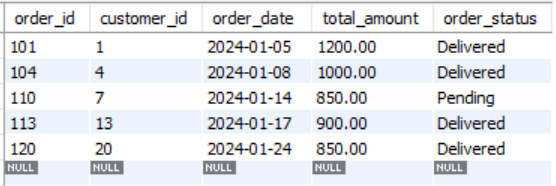 order_id customer_id order_date total_amount order_status
101 1 2024-01-05 1200.00 Delivered
104 4 2024-01-08 1000.00 Delivered
110 7 2024-01-14 850.00 Pending
113 13 2024-01-17 900.00 Delivered
120 20 2024-01-24 850.00 Delivered
NULL NULL NULL NULL NULL